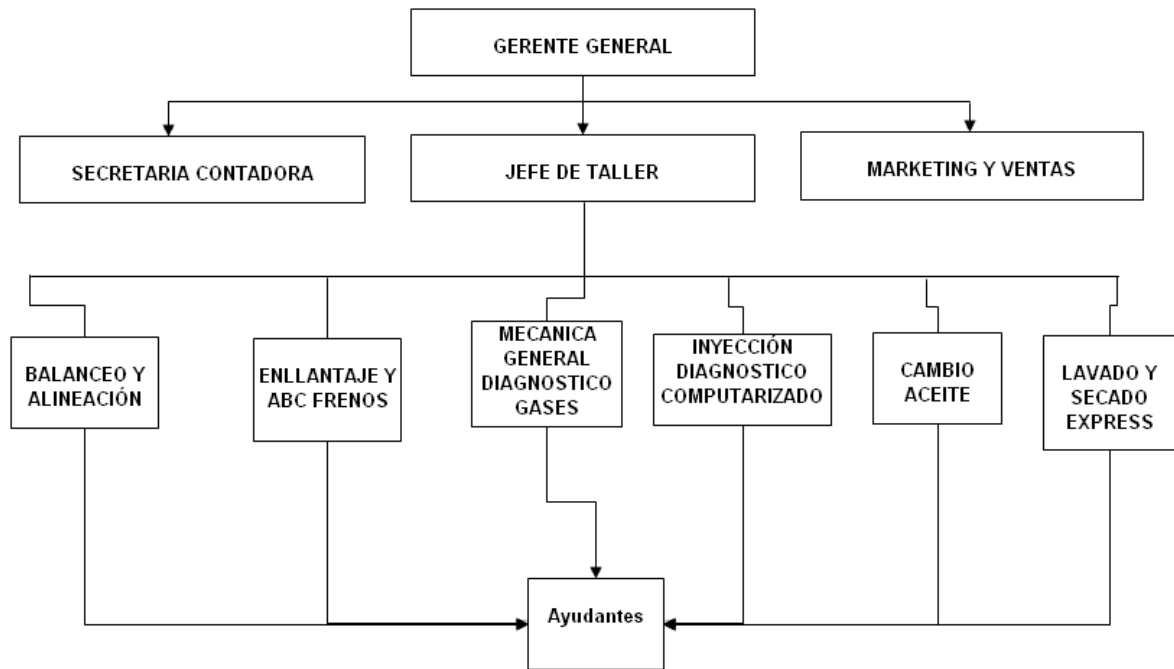 GERENTE GENERAL
SECRETARIA CONTADORA
JEFE DE TALLER
MARKETING Y VENTAS
BALANCEO Y
ALINEACIÓN
ENLLANTAJE Y
ABC FRENOS
MECANICA
GENERAL
DIAGNOSTICO
GASES
INYECCIÓN
DIAGNOSTICO
COMPUTARIZADO
CAMBIO
ACEITE
LAVADO Y
SECADO
EXPRESS
Ayudantes